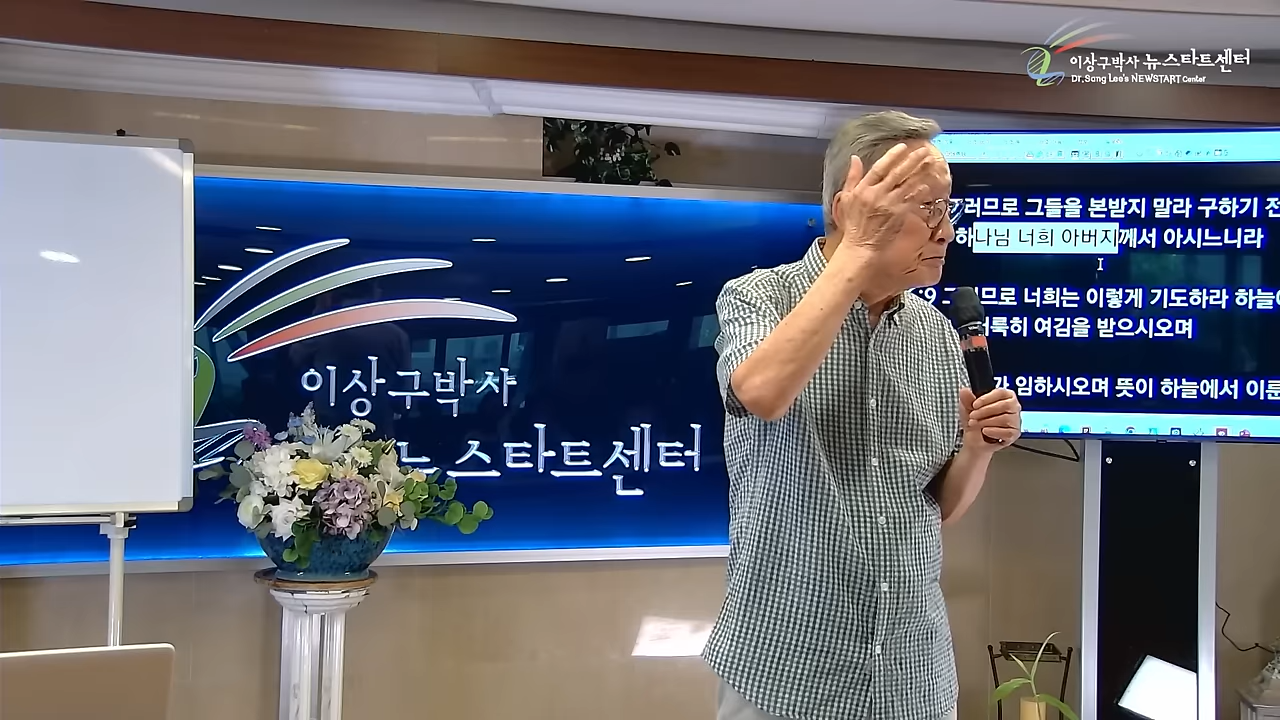 이상구박사 뉴스타트센터
Dr. Sang Lee's NEWSTART Center
이상구박사
뉴스타트센터
러므로 그들을 본받지 말라 구하기 전
하나님 너희 아버지께서 아시느니라
:9 그러므로 너희는 이렇게 기도하라 하늘에
룩히 여김을 받으시오며
가 임하시오며 뜻이 하늘에서 이룬